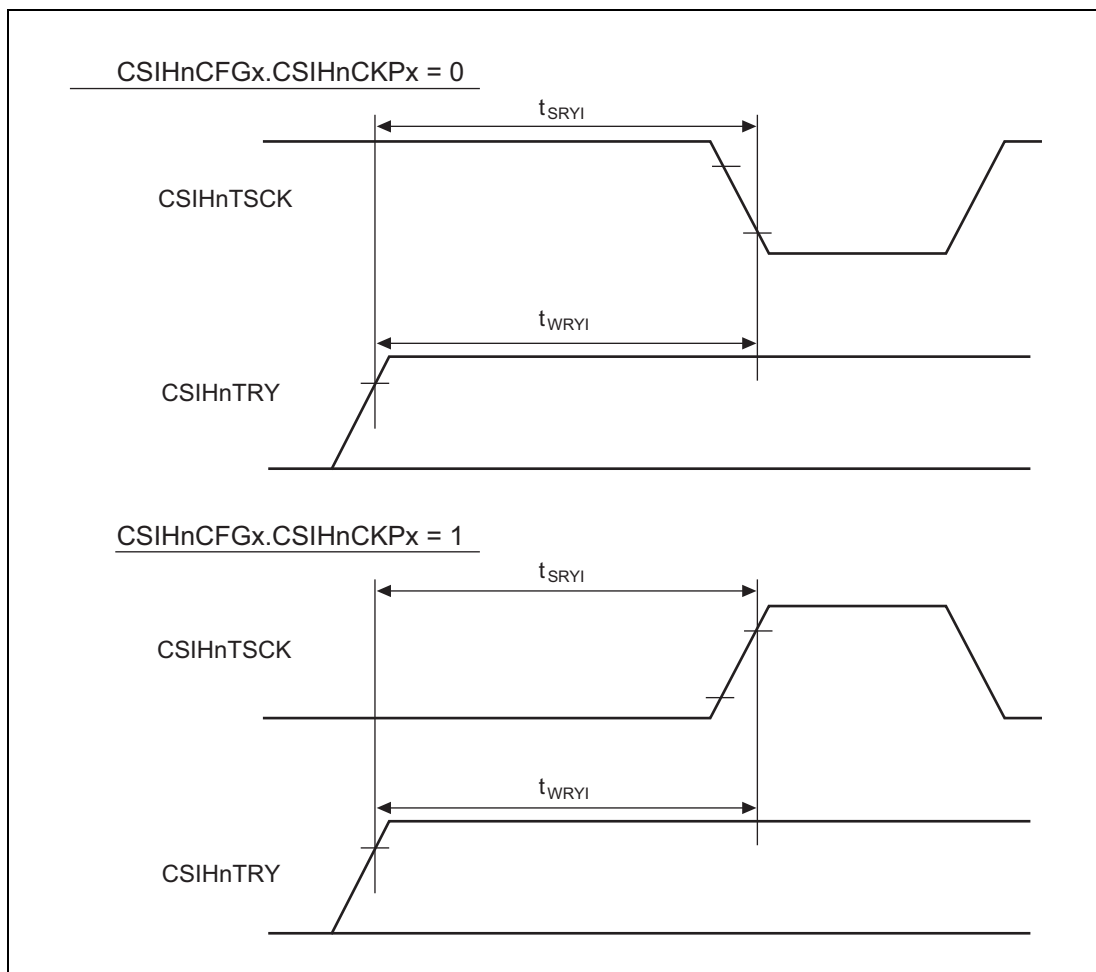 CSIHnCFGx.CSIHnCKPx = 0
tSRYI
CSIHnTSCK
tWRYI
CSIHnTRY
CSIHnCFGx.CSIHnCKPx = 1
tSRYI
CSIHnTSCK
tWRYI
CSIHnTRY